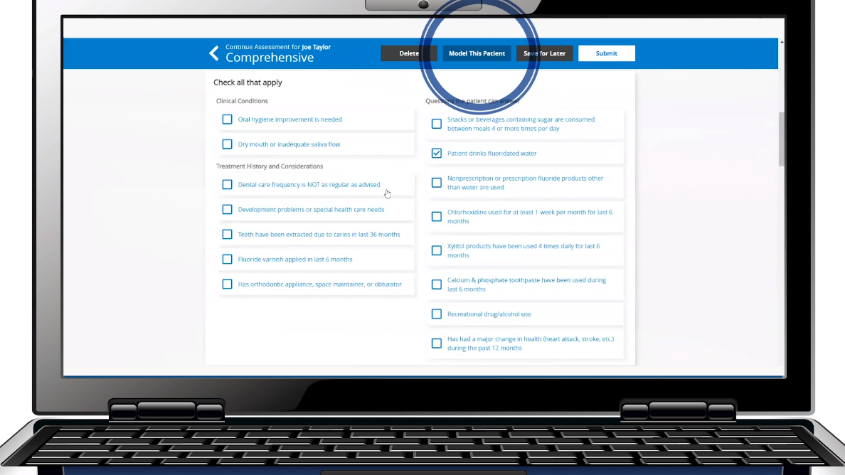 Continue Assessment for Joe Taylor
Comprehensive
Delete
Model This Patient
Save for Later
Submit
Check all that apply
Clinical Conditions
Oral hygiene improvement is needed
Dry mouth or inadequate saliva flow
Treatment History and Considerations
Dental care frequency is NOT as regular as advised
Development problems or special health care needs
Teeth have been extracted due to caries in last 36 months
Fluoride varnish applied in last 6 months
Has orthodontic appliance, space maintainer, or obturator
Questions the patient can answer
Snacks or beverages containing sugar are consumed
between meals 4 or more times per day
Patient drinks fluoridated water
Nonprescription or prescription fluoride products other
than water are used
Chlorhexidine used for at least 1 week per month for last 6
months
Xylitol products have been used 4 times daily for last 6
months
Calcium & phosphate toothpaste have been used during
last 6 months
Recreational drug/alcohol use
Has had a major change in health (heart attack, stroke, etc.)
during the past 12 months